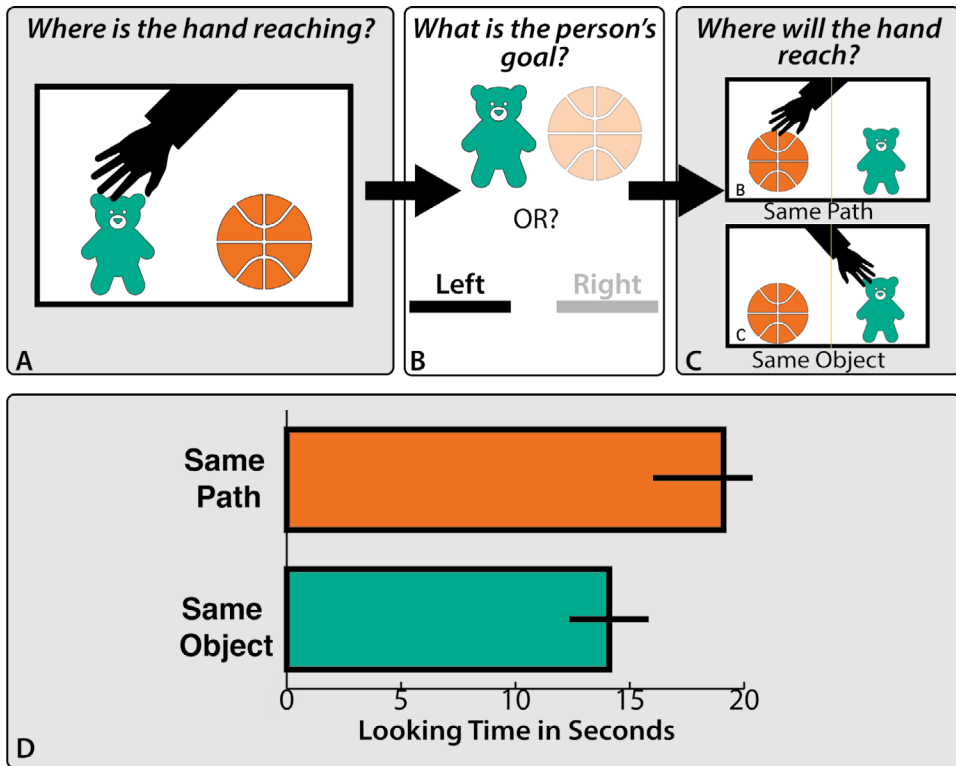 Where is the hand reaching?
A
What is the person's
goal?
OR?
Left Right
B
Where will the hand
reach?
B
Same Path
C
Same Object
C
Same
Path
Same
Object
0 5 10 15 20
Looking Time in Seconds
D